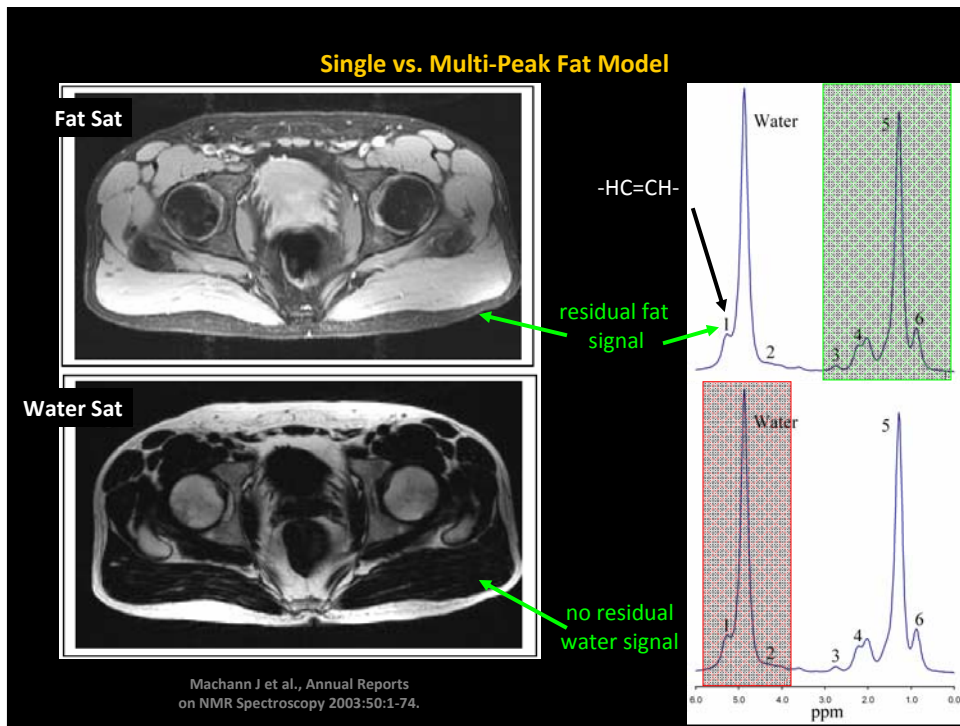 Single vs. Multi-Peak Fat Model
Fat Sat
Water
5
-HC=CH-
residual fat
signal
1
2
3
4
6
Water Sat
Water
5
no residual
water signal
1
2
3
4
6
6.0 5.0 4.0 3.0 2.0 1.0 0.0
ppm
Machann J et al., Annual Reports
on NMR Spectroscopy 2003:50:1-74.